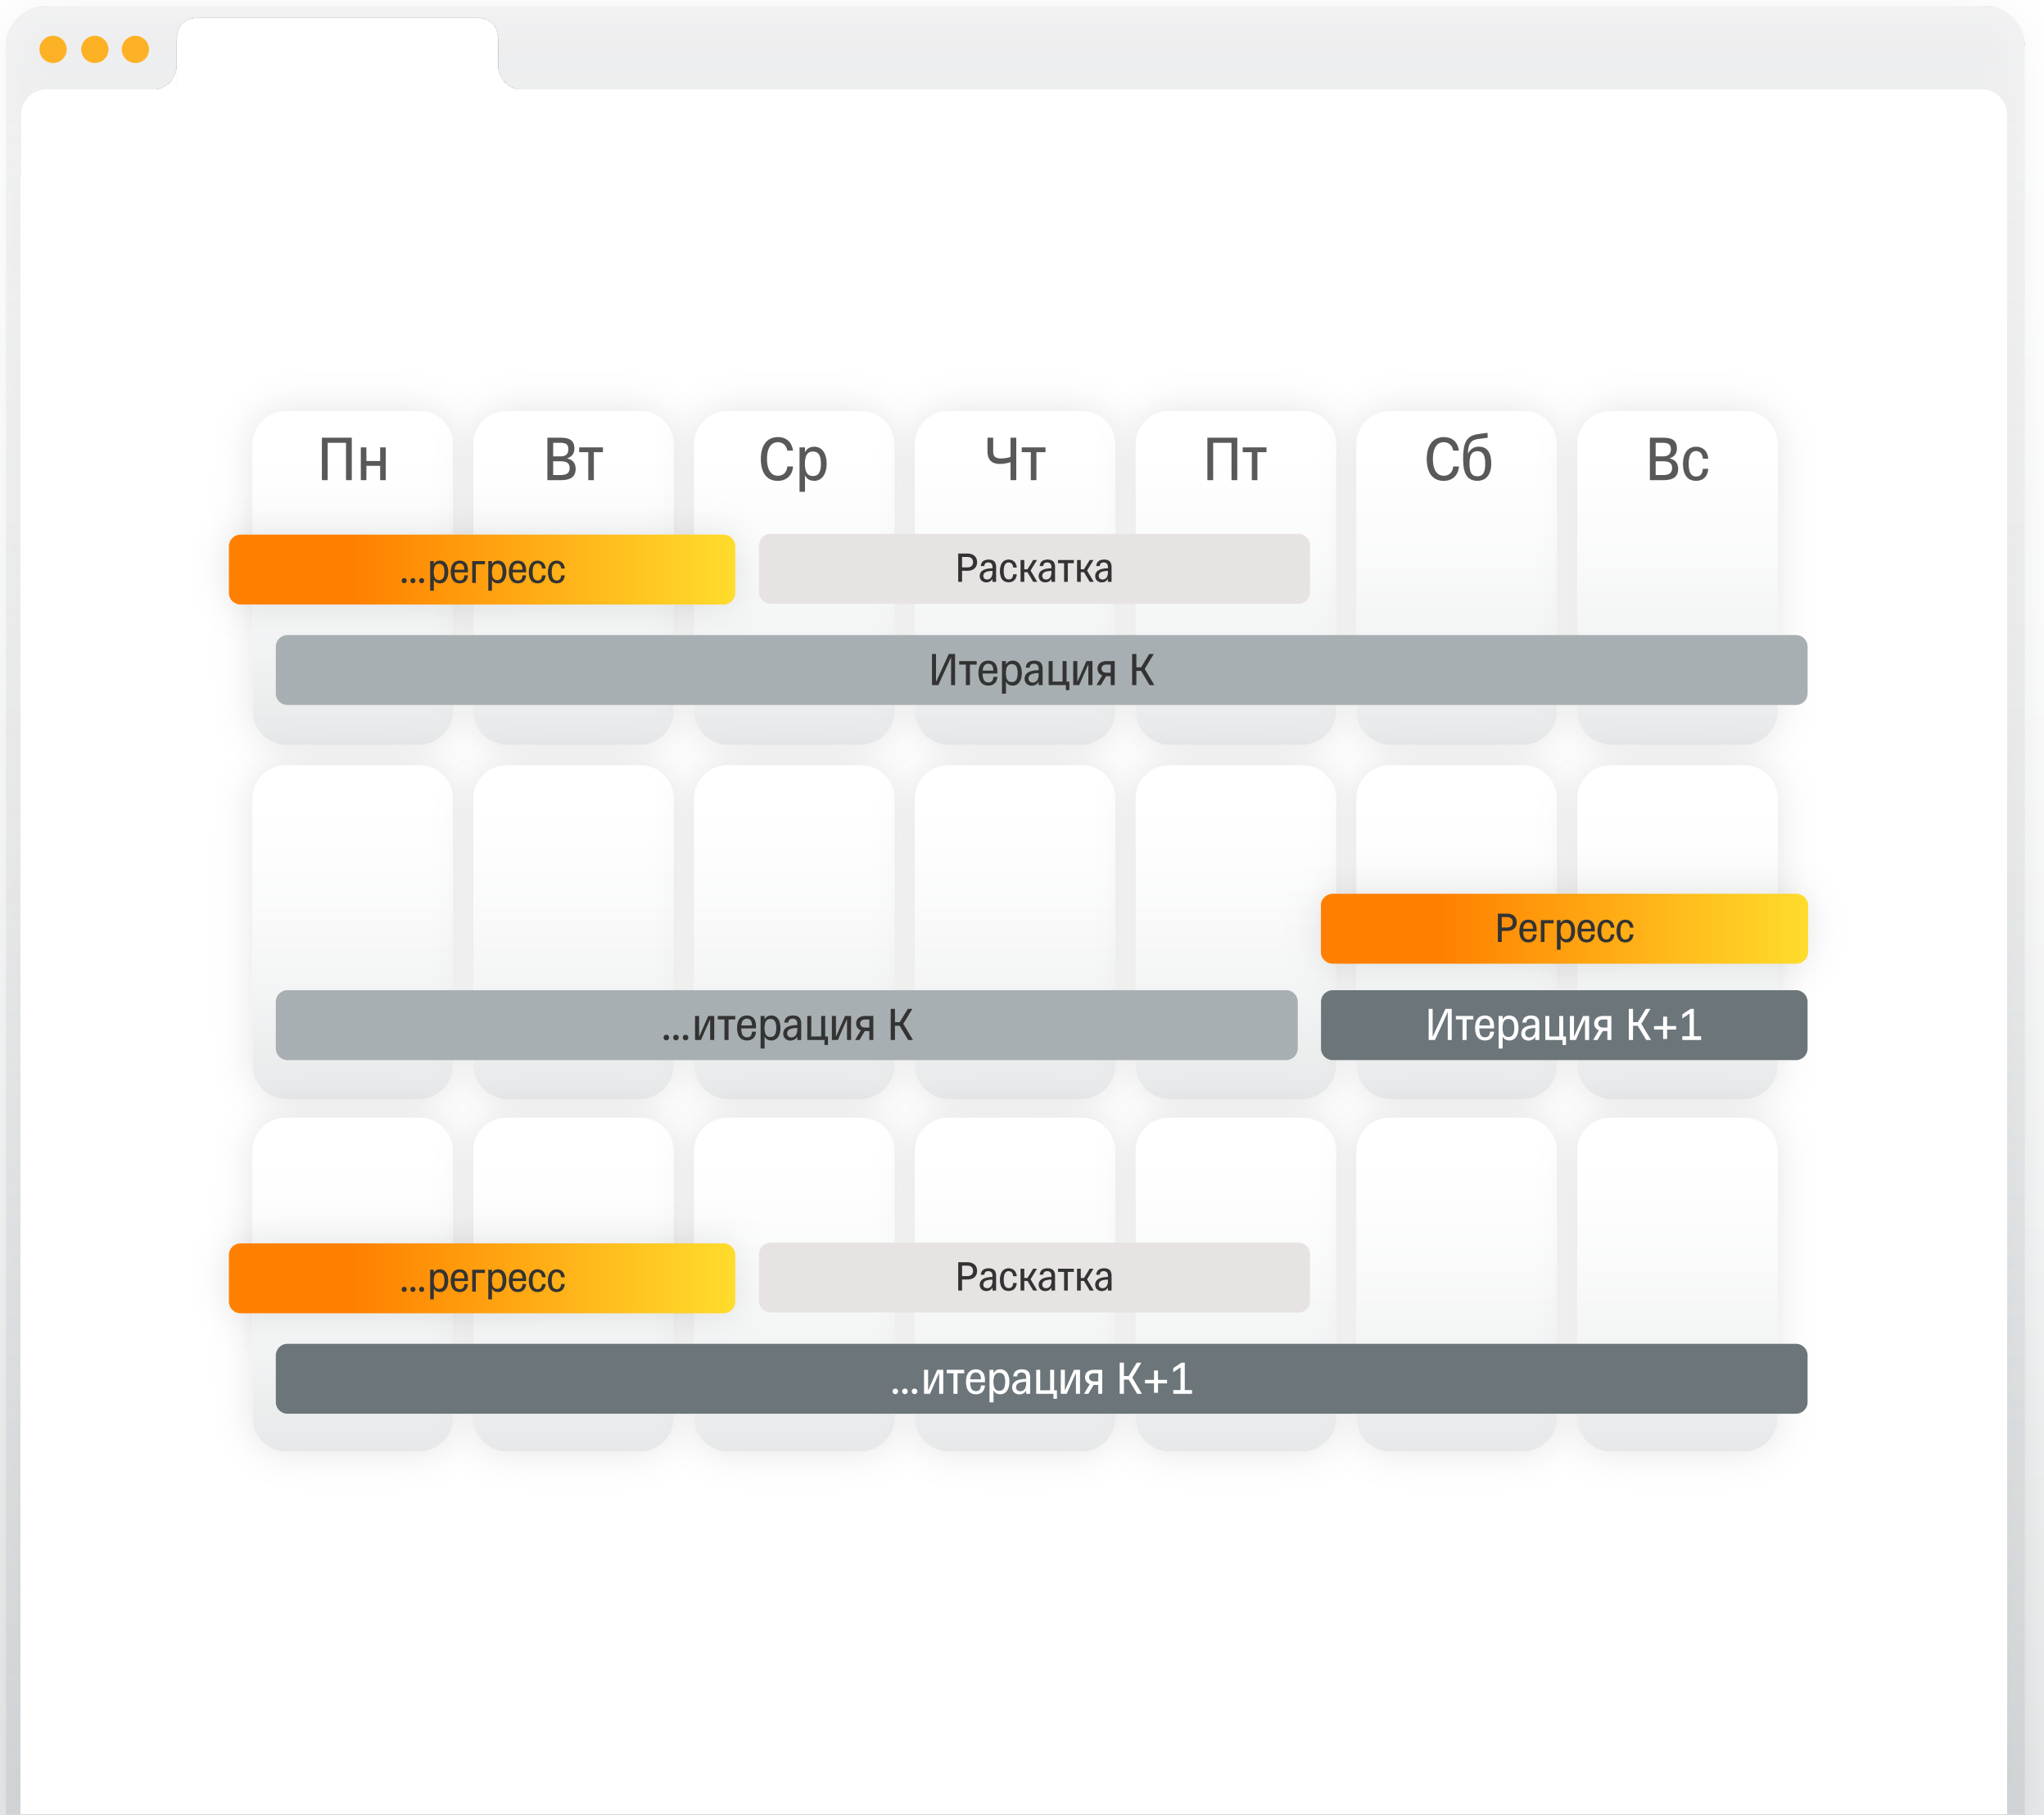 Пн Вт Ср Чт Пт Сб Вс
...регресс Раскатка
Итерация К
Регресс
...итерация К Итерация К+1
...регресс Раскатка
...итерация К+1